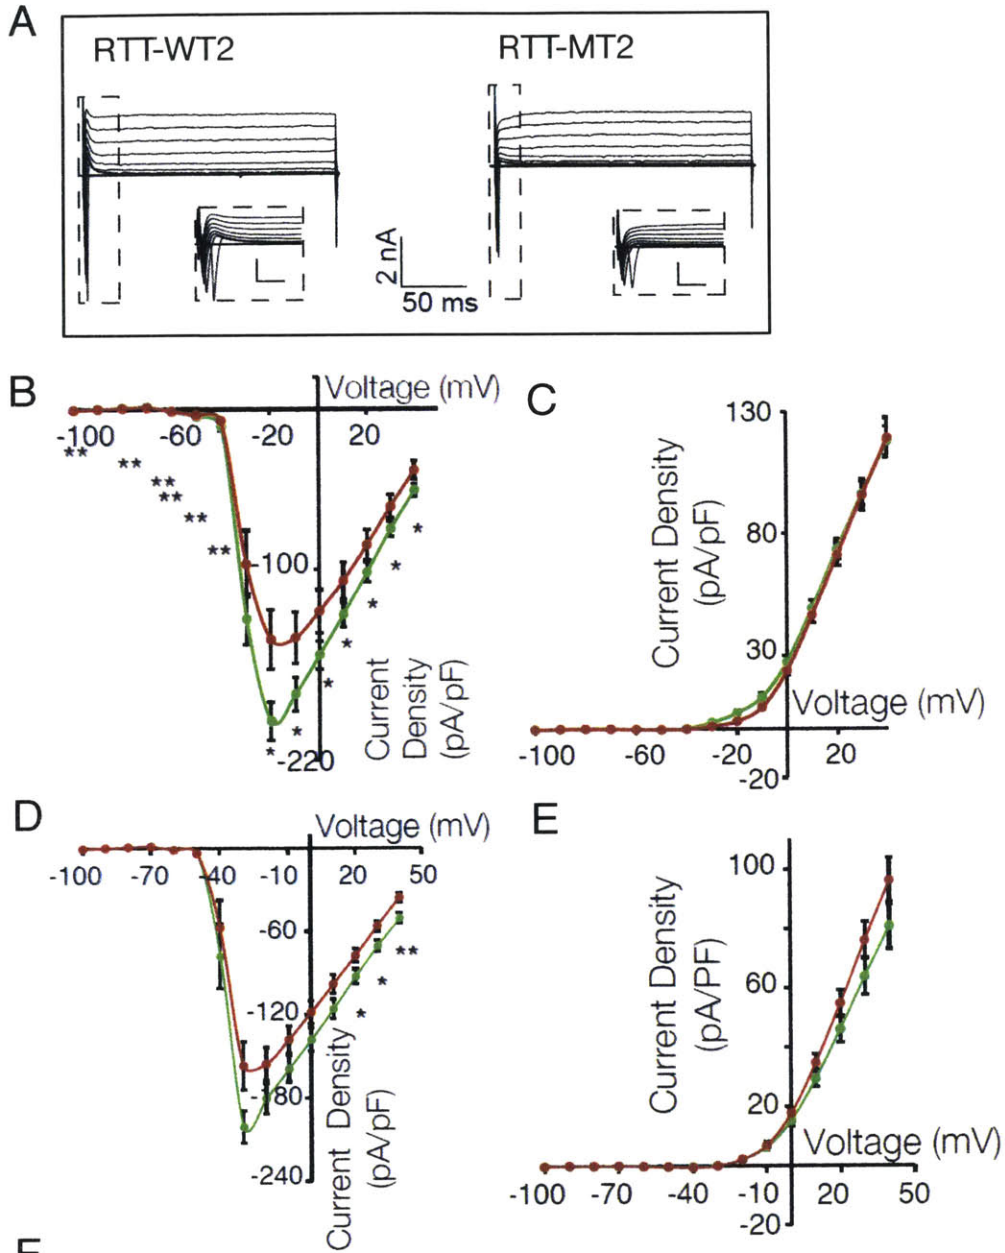 A
RTT-WT2
RTT-MT2
2 nA
50 ms
B
Voltage (mV)
-100
-60
-20
20
**
**
**
**
**
**
-100
*
*
*
*
*
*
*
-220
Current
Density
(pA/pF)
C
130
80
30
-20
Current Density
(pA/pF)
Voltage (mV)
-100
-60
-20
20
D
Voltage (mV)
-100
-70
-40
-10
20
50
-60
-120
-180
-240
**
*
*
Current Density
(pA/pF)
E
100
60
20
-20
Current Density
(pA/PF)
Voltage (mV)
-100
-70
-40
-10
20
50